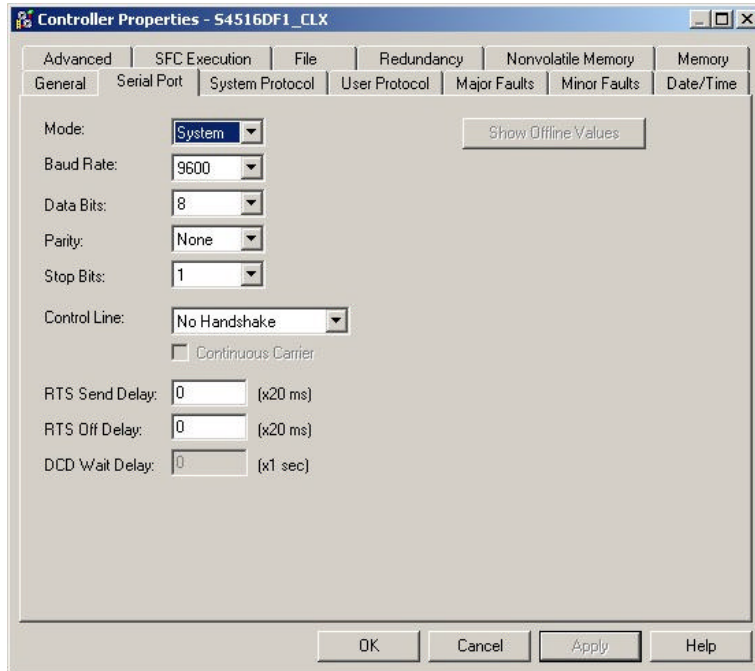 Controller Properties - S4516DF1_CLX
Advanced SFC Execution File Redundancy Nonvolatile Memory Memory
General Serial Port System Protocol User Protocol Major Faults Minor Faults Date/Time
Mode: System Show Offline Values
Baud Rate: 9600
Data Bits: 8
Parity: None
Stop Bits: 1
Control Line: No Handshake
Continuous Carrier
RTS Send Delay: 0 (x20 ms)
RTS Off Delay: 0 (x20 ms)
DCD Wait Delay: 0 (x1 sec)
OK Cancel Apply Help